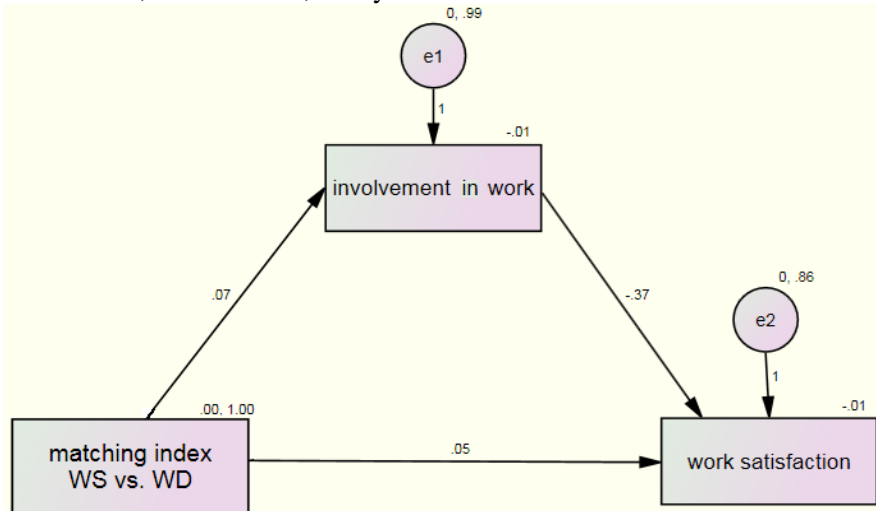 0, .99
e1
1
-.01
involvement in work
.07
-.37
0, .86
e2
1
.00, 1.00
-.01
matching index
WS vs. WD
.05
work satisfaction